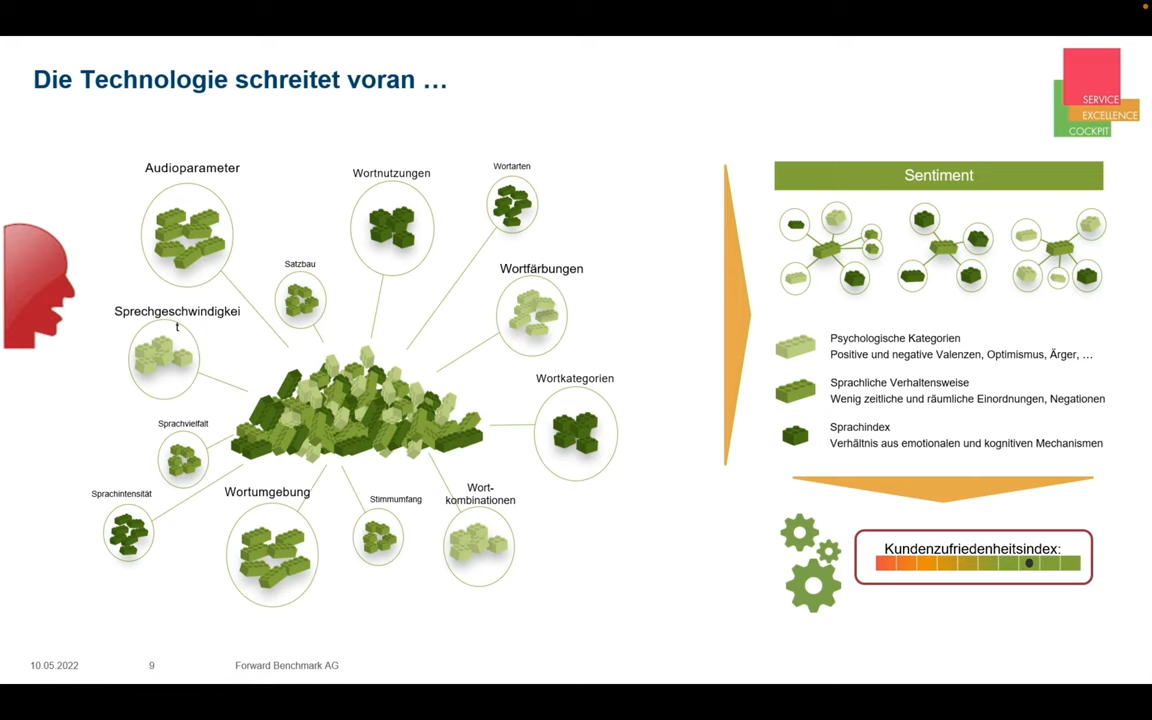 Die Technologie schreitet voran …
SERVICE
EXCELLENCE
COCKPIT
Audioparameter
Wortnutzungen
Wortarten
Satzbau
Wortfärbungen
Sprechgeschwindigkei
t
Wortkategorien
Sprachvielfalt
Sprachintensität
Wortumgebung
Stimmumfang
Wort-
kombinationen
Sentiment
Psychologische Kategorien
Positive und negative Valenzen, Optimismus, Ärger, …
Sprachliche Verhaltensweise
Wenig zeitliche und räumliche Einordnungen, Negationen
Sprachindex
Verhältnis aus emotionalen und kognitiven Mechanismen
Kundenzufriedenheitsindex:
10.05.2022
9
Forward Benchmark AG